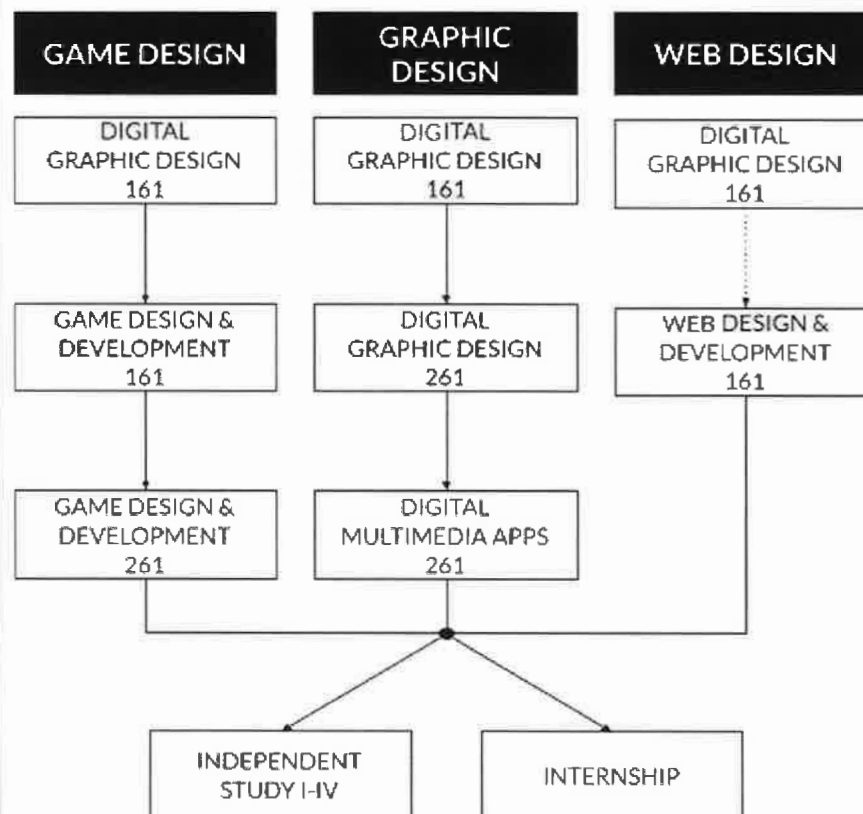 GAME DESIGN
GRAPHIC
DESIGN
WEB DESIGN
DIGITAL
GRAPHIC DESIGN
161
DIGITAL
GRAPHIC DESIGN
161
DIGITAL
GRAPHIC DESIGN
161
GAME DESIGN &
DEVELOPMENT
161
DIGITAL
GRAPHIC DESIGN
261
WEB DESIGN &
DEVELOPMENT
161
GAME DESIGN &
DEVELOPMENT
261
DIGITAL
MULTIMEDIA APPS
261
INDEPENDENT
STUDY I-IV
INTERNSHIP